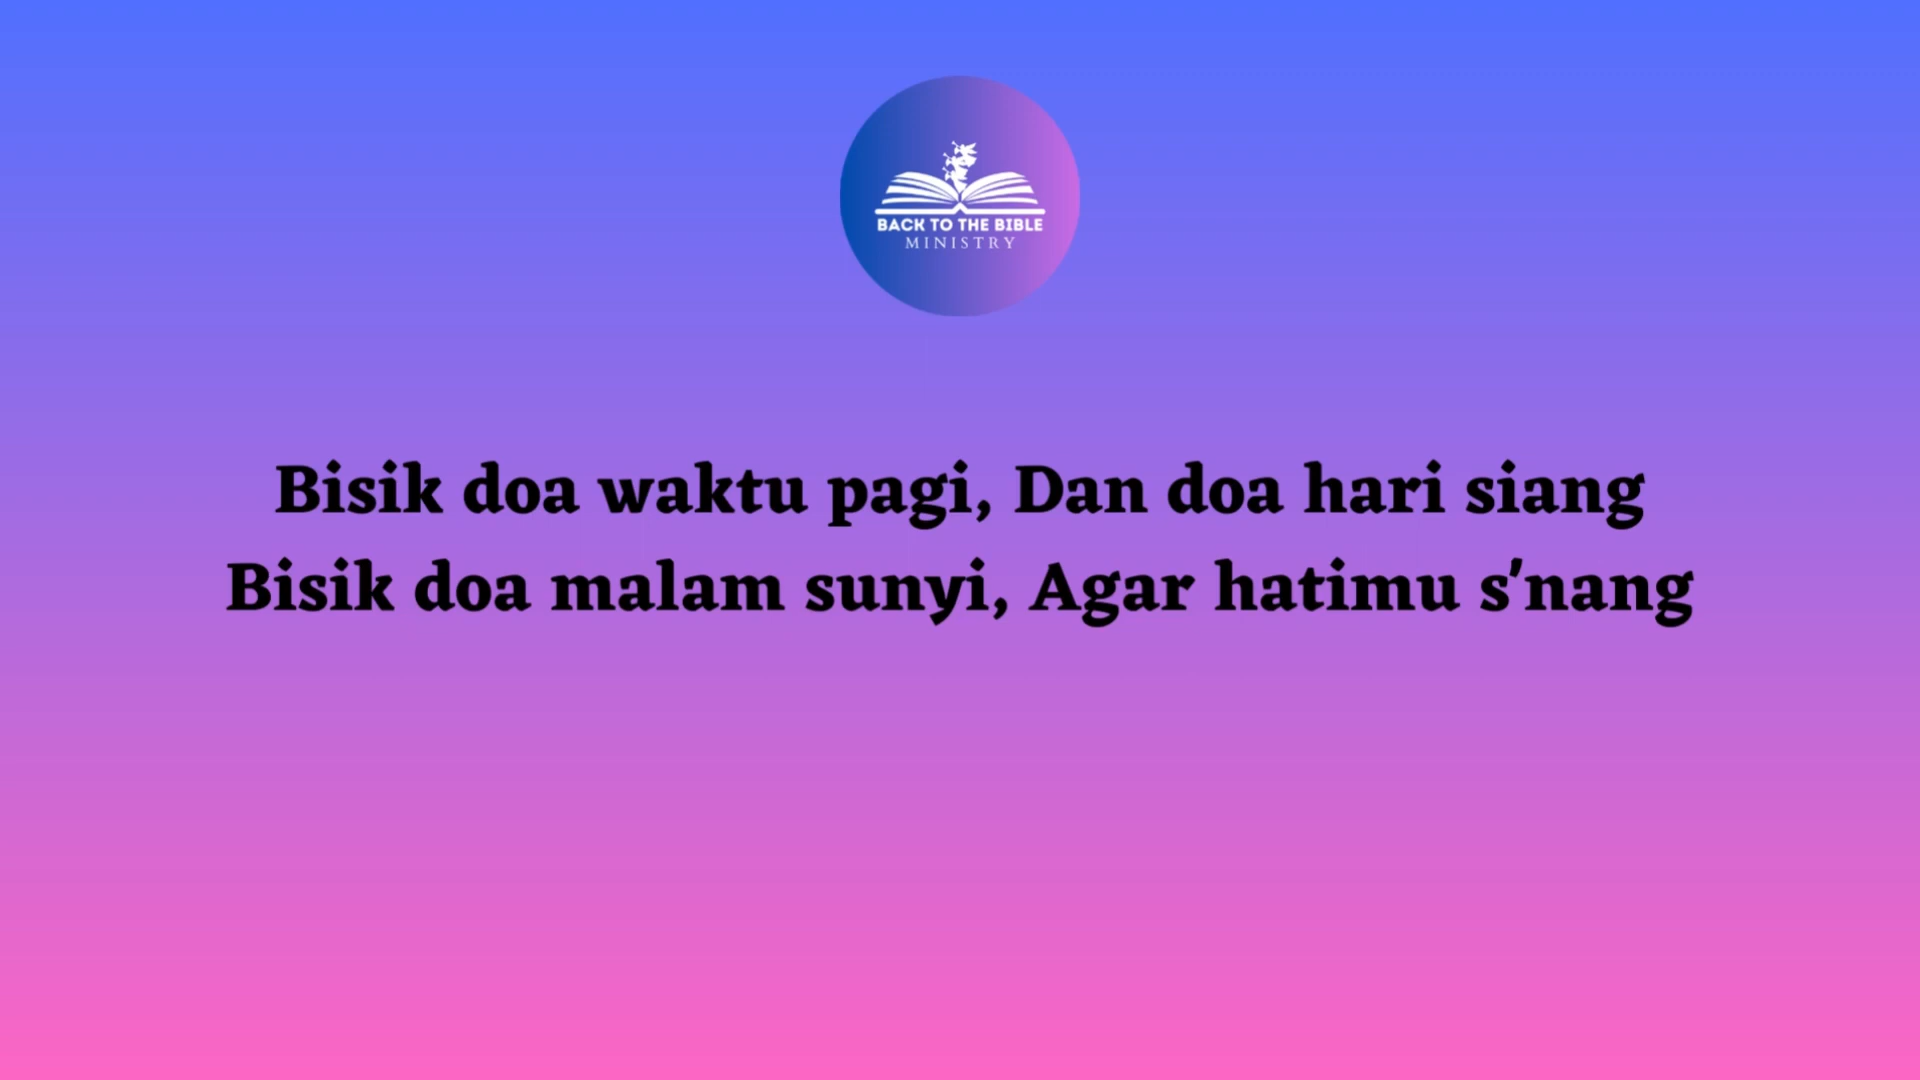 BACK TO THE BIBLE
MINISTRY
Bisik doa waktu pagi, Dan doa hari siang
Bisik doa malam sunyi, Agar hatimu s'nang